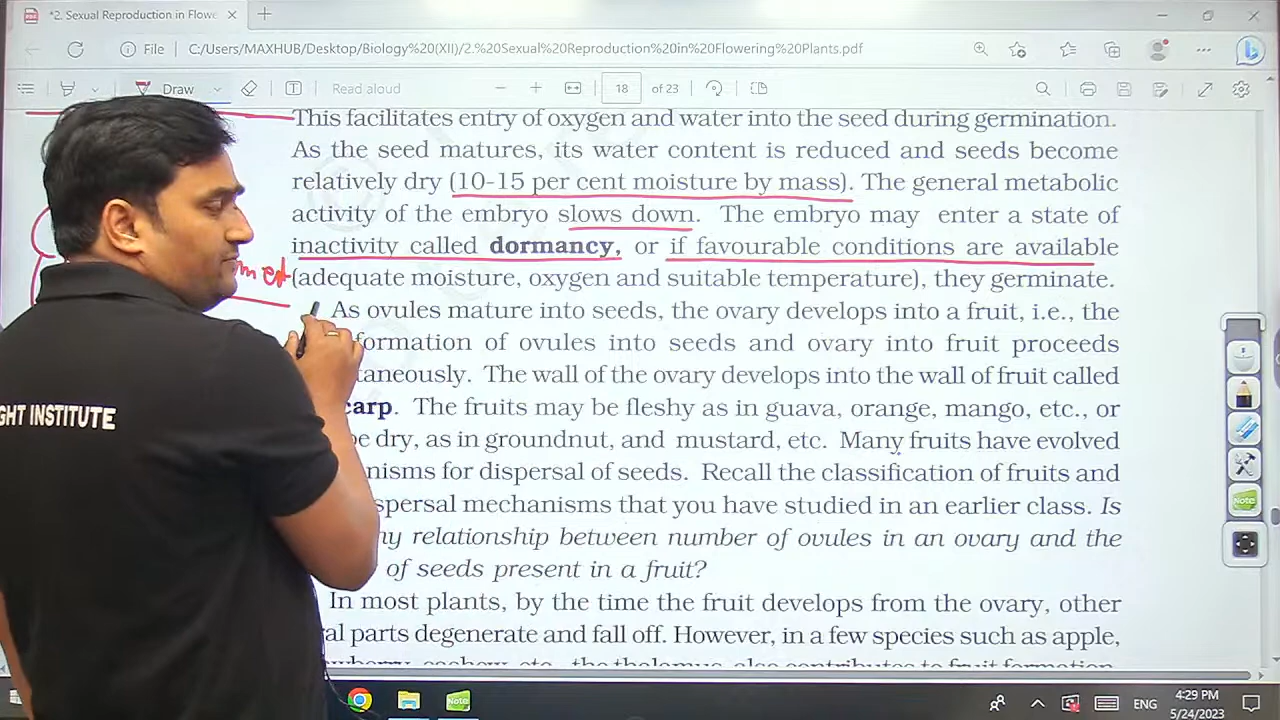 *2. Sexual Reproduction in Flowe
File C:/Users/MAXHUB/Desktop/Biology%20(XII)/2.%20Sexual%20Reproduction%20in%20Flowering%20Plants.pdf
Draw Read aloud 18 of 23
This facilitates entry of oxygen and water into the seed during germination.
As the seed matures, its water content is reduced and seeds become
relatively dry (10-15 per cent moisture by mass). The general metabolic
activity of the embryo slows down. The embryo may enter a state of
inactivity called dormancy, or if favourable conditions are available
(adequate moisture, oxygen and suitable temperature), they germinate.
As ovules mature into seeds, the ovary develops into a fruit, i.e., the
formation of ovules into seeds and ovary into fruit proceeds
taneously. The wall of the ovary develops into the wall of fruit called
carp. The fruits may be fleshy as in guava, orange, mango, etc., or
be dry, as in groundnut, and mustard, etc. Many fruits have evolved
nisms for dispersal of seeds. Recall the classification of fruits and
spersal mechanisms that you have studied in an earlier class. Is
ny relationship between number of ovules in an ovary and the
of seeds present in a fruit?
In most plants, by the time the fruit develops from the ovary, other
al parts degenerate and fall off. However, in a few species such as apple,
cashew, etc., the thalamus also contributes to fruit formation.
GHT INSTITUTE
Note
Note
ENG
4:29 PM
5/24/2023